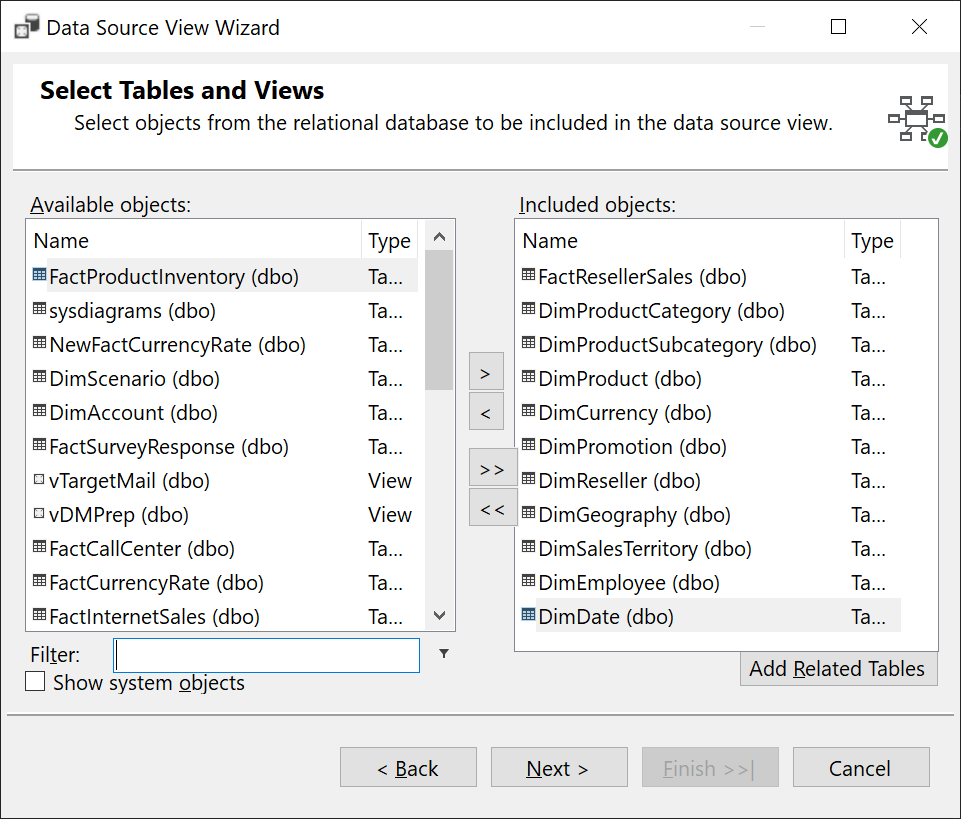 Data Source View Wizard
Select Tables and Views
Select objects from the relational database to be included in the data source view.
Available objects:
Name Type
FactProductInventory (dbo) Ta...
sysdiagrams (dbo) Ta...
NewFactCurrencyRate (dbo) Ta...
DimScenario (dbo) Ta...
DimAccount (dbo) Ta...
FactSurveyResponse (dbo) Ta...
vTargetMail (dbo) View
vDMPrep (dbo) View
FactCallCenter (dbo) Ta...
FactCurrencyRate (dbo) Ta...
FactInternetSales (dbo) Ta...
Filter:
Show system objects
>
<
>>
<<
Included objects:
Name Type
FactResellerSales (dbo) Ta...
DimProductCategory (dbo) Ta...
DimProductSubcategory (dbo) Ta...
DimProduct (dbo) Ta...
DimCurrency (dbo) Ta...
DimPromotion (dbo) Ta...
DimReseller (dbo) Ta...
DimGeography (dbo) Ta...
DimSalesTerritory (dbo) Ta...
DimEmployee (dbo) Ta...
DimDate (dbo) Ta...
Add Related Tables
< Back
Next >
Finish >>|
Cancel